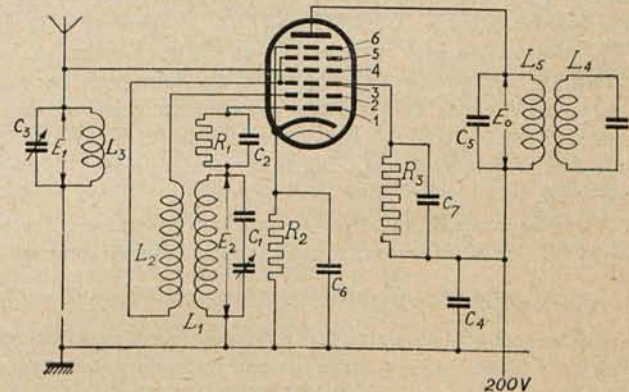 6
5
4
3
2
1
C₃
E₁
L₃
R₁
C₂
L₂
E₂
C₁
L₁
R₂
C₆
R₃
C₇
C₄
C₅
E₀
L₅
L₄
200V